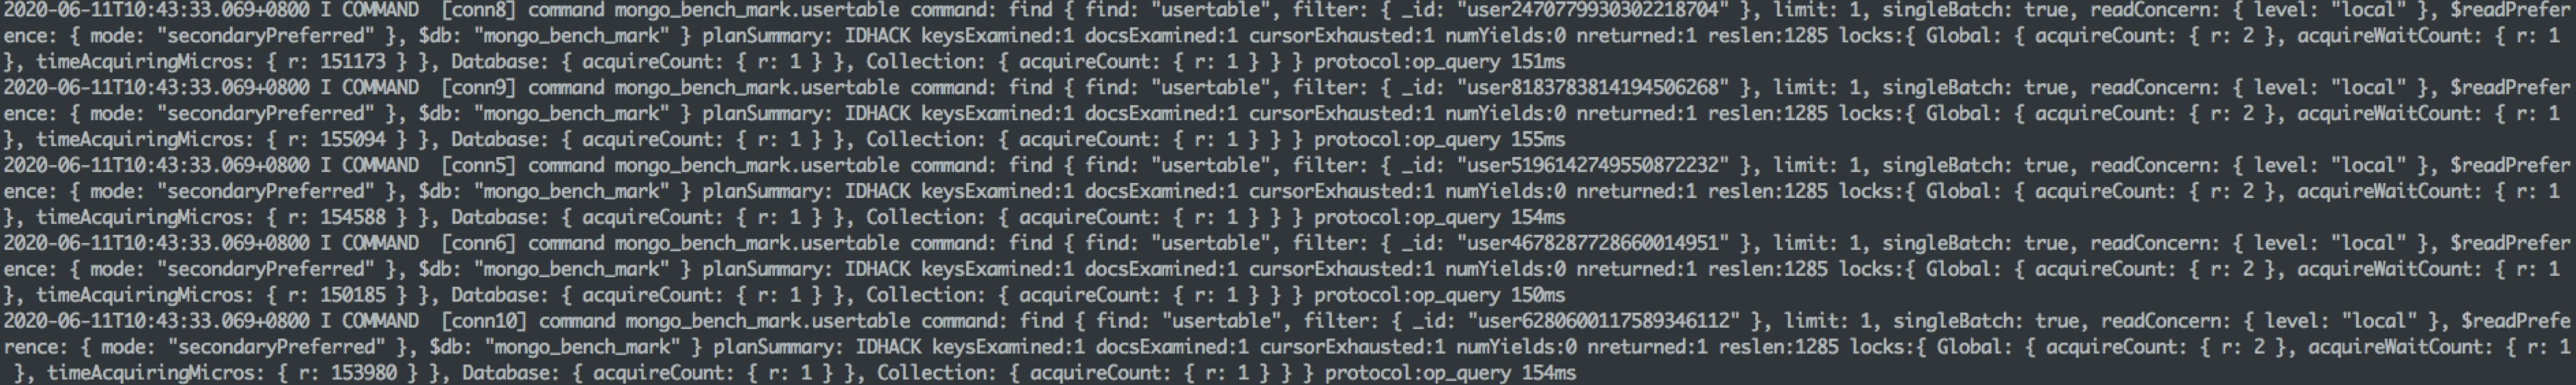 2020-06-11T10:43:33.069+0800 I COMMAND  [conn8] command mongo_bench_mark.usertable command: find { find: "usertable", filter: { _id: "user2470779930302218704" }, limit: 1, singleBatch: true, readConcern: { level: "local" }, $readPrefer
ence: { mode: "secondaryPreferred" }, $db: "mongo_bench_mark" } planSummary: IDHACK keysExamined:1 docsExamined:1 cursorExhausted:1 numYields:0 nreturned:1 reslen:1285 locks:{ Global: { acquireCount: { r: 2 }, acquireWaitCount: { r: 1
}, timeAcquiringMicros: { r: 151173 } }, Database: { acquireCount: { r: 1 } }, Collection: { acquireCount: { r: 1 } } } protocol:op_query 151ms
2020-06-11T10:43:33.069+0800 I COMMAND  [conn9] command mongo_bench_mark.usertable command: find { find: "usertable", filter: { _id: "user8183783814194506268" }, limit: 1, singleBatch: true, readConcern: { level: "local" }, $readPrefer
ence: { mode: "secondaryPreferred" }, $db: "mongo_bench_mark" } planSummary: IDHACK keysExamined:1 docsExamined:1 cursorExhausted:1 numYields:0 nreturned:1 reslen:1285 locks:{ Global: { acquireCount: { r: 2 }, acquireWaitCount: { r: 1
}, timeAcquiringMicros: { r: 155094 } }, Database: { acquireCount: { r: 1 } }, Collection: { acquireCount: { r: 1 } } } protocol:op_query 155ms
2020-06-11T10:43:33.069+0800 I COMMAND  [conn5] command mongo_bench_mark.usertable command: find { find: "usertable", filter: { _id: "user5196142749550872232" }, limit: 1, singleBatch: true, readConcern: { level: "local" }, $readPrefer
ence: { mode: "secondaryPreferred" }, $db: "mongo_bench_mark" } planSummary: IDHACK keysExamined:1 docsExamined:1 cursorExhausted:1 numYields:0 nreturned:1 reslen:1285 locks:{ Global: { acquireCount: { r: 2 }, acquireWaitCount: { r: 1
}, timeAcquiringMicros: { r: 154588 } }, Database: { acquireCount: { r: 1 } }, Collection: { acquireCount: { r: 1 } } } protocol:op_query 154ms
2020-06-11T10:43:33.069+0800 I COMMAND  [conn6] command mongo_bench_mark.usertable command: find { find: "usertable", filter: { _id: "user4678287728660014951" }, limit: 1, singleBatch: true, readConcern: { level: "local" }, $readPrefer
ence: { mode: "secondaryPreferred" }, $db: "mongo_bench_mark" } planSummary: IDHACK keysExamined:1 docsExamined:1 cursorExhausted:1 numYields:0 nreturned:1 reslen:1285 locks:{ Global: { acquireCount: { r: 2 }, acquireWaitCount: { r: 1
}, timeAcquiringMicros: { r: 150185 } }, Database: { acquireCount: { r: 1 } }, Collection: { acquireCount: { r: 1 } } } protocol:op_query 150ms
2020-06-11T10:43:33.069+0800 I COMMAND  [conn10] command mongo_bench_mark.usertable command: find { find: "usertable", filter: { _id: "user6280600117589346112" }, limit: 1, singleBatch: true, readConcern: { level: "local" }, $readPrefe
rence: { mode: "secondaryPreferred" }, $db: "mongo_bench_mark" } planSummary: IDHACK keysExamined:1 docsExamined:1 cursorExhausted:1 numYields:0 nreturned:1 reslen:1285 locks:{ Global: { acquireCount: { r: 2 }, acquireWaitCount: { r: 1
 }, timeAcquiringMicros: { r: 153980 } }, Database: { acquireCount: { r: 1 } }, Collection: { acquireCount: { r: 1 } } } protocol:op_query 154ms